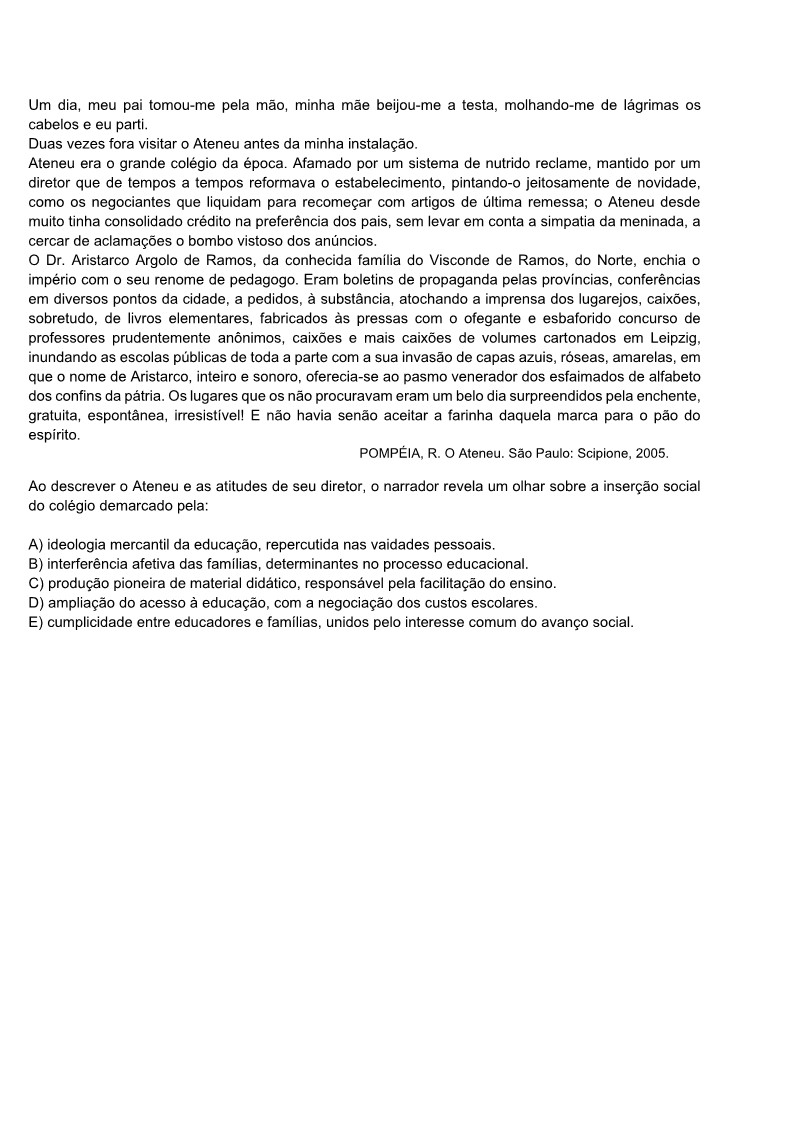 Um dia, meu pai tomou-me pela mão, minha mãe beijou-me a testa, molhando-me de lágrimas os
cabelos e eu parti.
Duas vezes fora visitar o Ateneu antes da minha instalação.
Ateneu era o grande colégio da época. Afamado por um sistema de nutrido reclame, mantido por um
diretor que de tempos a tempos reformava o estabelecimento, pintando-o jeitosamente de novidade,
como os negociantes que liquidam para recomeçar com artigos de última remessa; o Ateneu desde
muito tinha consolidado crédito na preferência dos pais, sem levar em conta a simpatia da meninada, a
cercar de aclamações o bombo vistoso dos anúncios.
O Dr. Aristarco Argolo de Ramos, da conhecida família do Visconde de Ramos, do Norte, enchia o
império com o seu renome de pedagogo. Eram boletins de propaganda pelas províncias, conferências
em diversos pontos da cidade, a pedidos, à substância, atochando a imprensa dos lugarejos, caixões,
sobretudo, de livros elementares, fabricados às pressas com o ofegante e esbaforido concurso de
professores prudentemente anônimos, caixões e mais caixões de volumes cartonados em Leipzig,
inundando as escolas públicas de toda a parte com a sua invasão de capas azuis, róseas, amarelas, em
que o nome de Aristarco, inteiro e sonoro, oferecia-se ao pasmo venerador dos esfaimados de alfabeto
dos confins da pátria. Os lugares que os não procuravam eram um belo dia surpreendidos pela enchente,
gratuita, espontânea, irresistível! E não havia senão aceitar a farinha daquela marca para o pão do
espírito.
POMPÉIA, R. O Ateneu. São Paulo: Scipione, 2005.
Ao descrever o Ateneu e as atitudes de seu diretor, o narrador revela um olhar sobre a inserção social
do colégio demarcado pela:
A) ideologia mercantil da educação, repercutida nas vaidades pessoais.
B) interferência afetiva das famílias, determinantes no processo educacional.
C) produção pioneira de material didático, responsável pela facilitação do ensino.
D) ampliação do acesso à educação, com a negociação dos custos escolares.
E) cumplicidade entre educadores e famílias, unidos pelo interesse comum do avanço social.